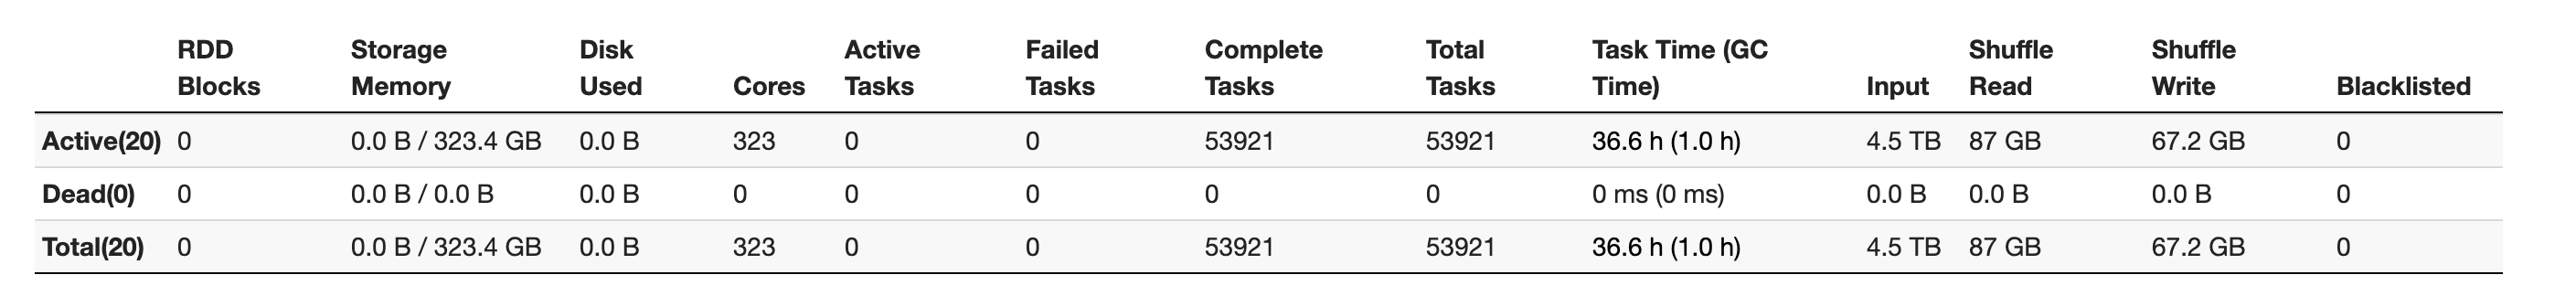 RDD Blocks Storage Memory Disk Used Cores Active Tasks Failed Tasks Complete Tasks Total Tasks Task Time (GC Time) Input Shuffle Read Shuffle Write Blacklisted
Active(20) 0 0.0 B / 323.4 GB 0.0 B 323 0 0 53921 53921 36.6 h (1.0 h) 4.5 TB 87 GB 67.2 GB 0
Dead(0) 0 0.0 B / 0.0 B 0.0 B 0 0 0 0 0 0 ms (0 ms) 0.0 B 0.0 B 0.0 B 0
Total(20) 0 0.0 B / 323.4 GB 0.0 B 323 0 0 53921 53921 36.6 h (1.0 h) 4.5 TB 87 GB 67.2 GB 0